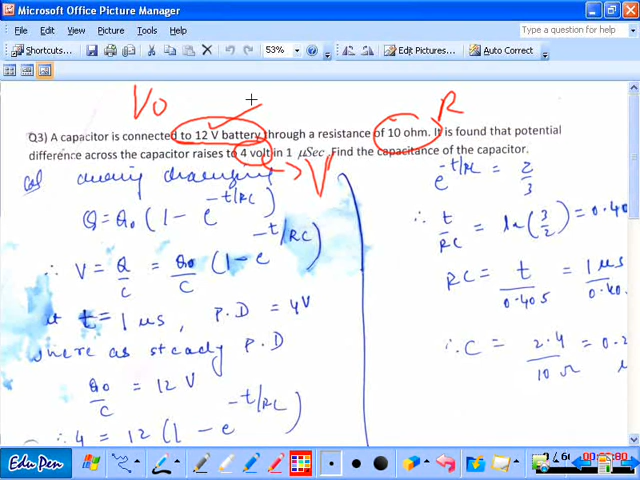 Microsoft Office Picture Manager
File Edit View Picture Tools Help
Type a question for help
Shortcuts... 53% Edit Pictures... Auto Correct
V0
R
Q3) A capacitor is connected to 12 V battery through a resistance of 10 ohm. It is found that potential
difference across the capacitor raises to 4 volt in 1 μSec. Find the capacitance of the capacitor.
V
Sol during charging
Q = Q₀ (1 - e^-t/RC)
∴ V = Q/C = Q₀/C (1 - e^-t/RC)
at t = 1 μs, P.D = 4V
where as steady P.D
Q₀/C = 12 V
∴ 4 = 12 (1 - e^-t/RC)
e^-t/RC = 2/3
∴ t/RC = ln(3/2) = 0.40
RC = t/0.405 = 1 μs/0.40
∴ C = 2.4/10 Ω = 0.2
Edu Pen